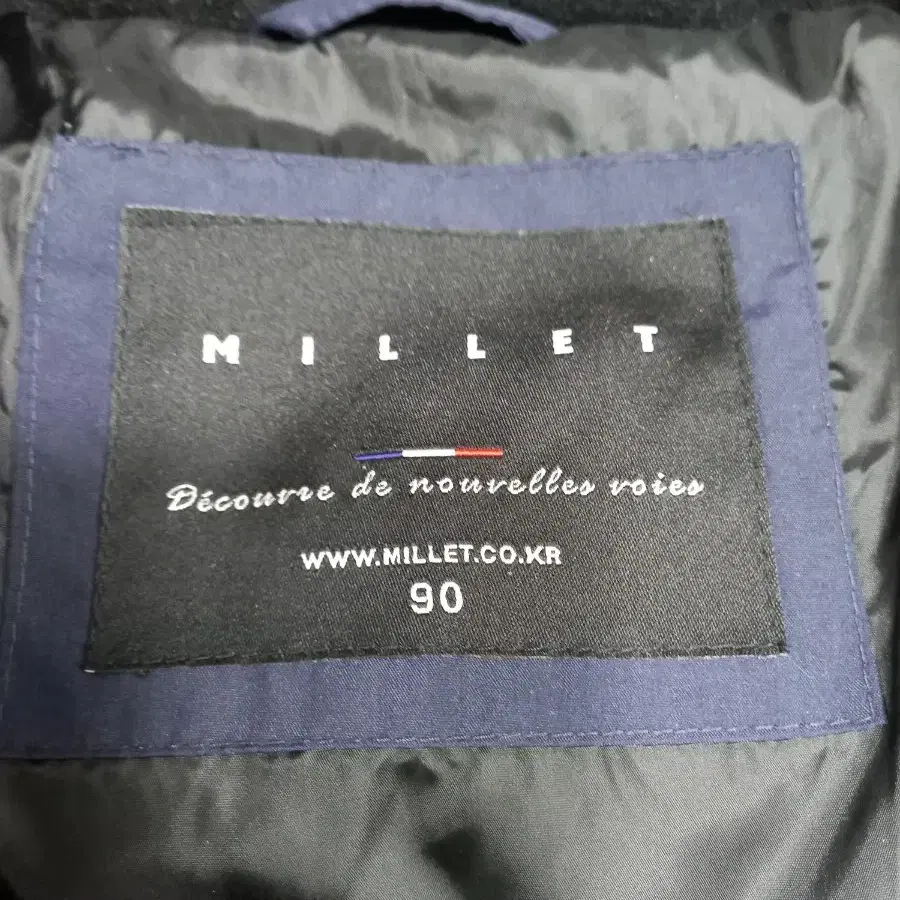 MILLET
Découvre de nouvelles voies
WWW.MILLET.CO.KR
90